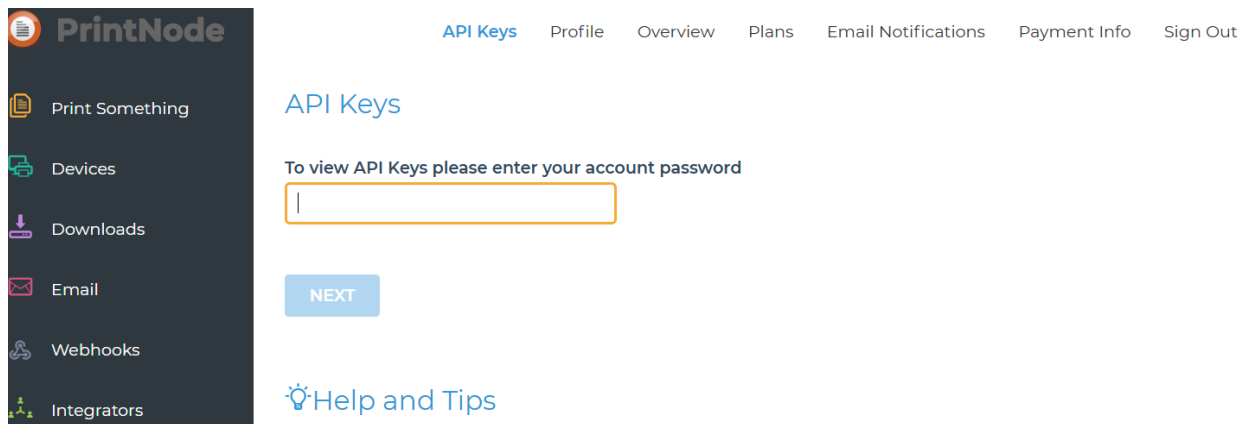 PrintNode
API Keys Profile Overview Plans Email Notifications Payment Info Sign Out
Print Something
Devices
Downloads
Email
Webhooks
Integrators
API Keys
To view API Keys please enter your account password
NEXT
Help and Tips